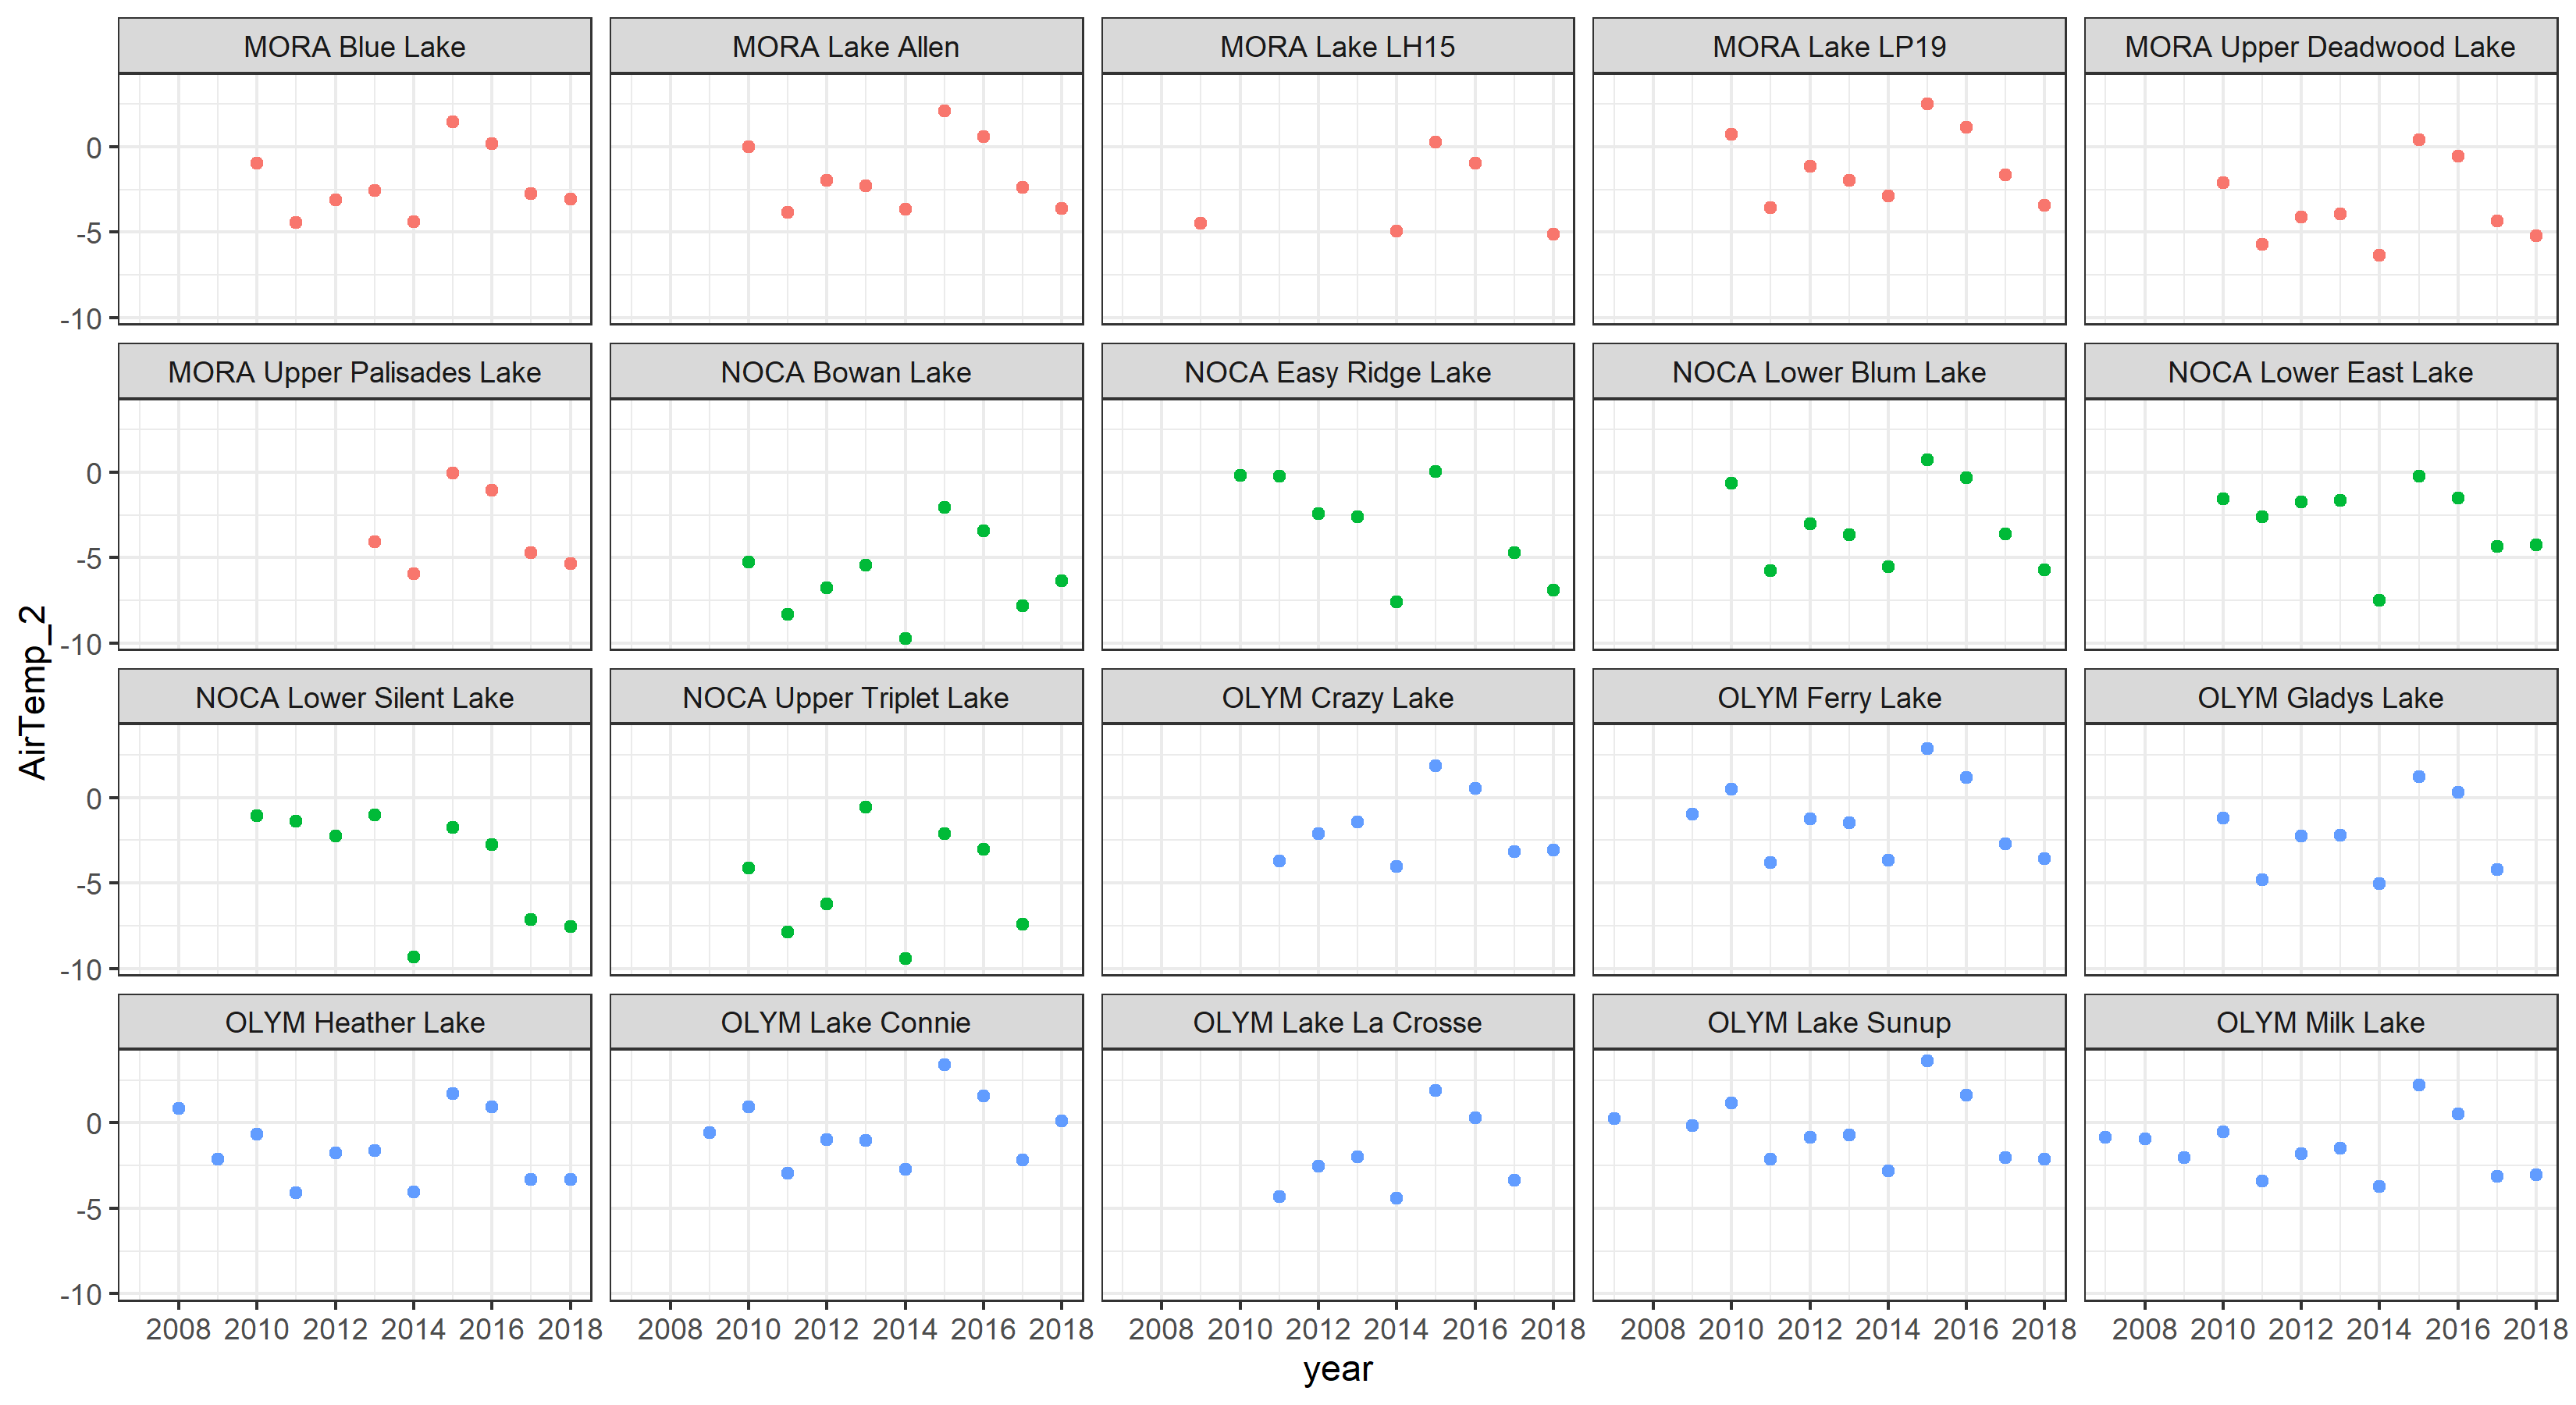 MORA Blue Lake MORA Lake Allen MORA Lake LH15 MORA Lake LP19 MORA Upper Deadwood Lake
0
-5
-10
MORA Upper Palisades Lake NOCA Bowan Lake NOCA Easy Ridge Lake NOCA Lower Blum Lake NOCA Lower East Lake
0
-5
-10
AirTemp_2
NOCA Lower Silent Lake NOCA Upper Triplet Lake OLYM Crazy Lake OLYM Ferry Lake OLYM Gladys Lake
0
-5
-10
OLYM Heather Lake OLYM Lake Connie OLYM Lake La Crosse OLYM Lake Sunup OLYM Milk Lake
0
-5
-10
2008 2010 2012 2014 2016 2018 2008 2010 2012 2014 2016 2018 2008 2010 2012 2014 2016 2018 2008 2010 2012 2014 2016 2018 2008 2010 2012 2014 2016 2018
year